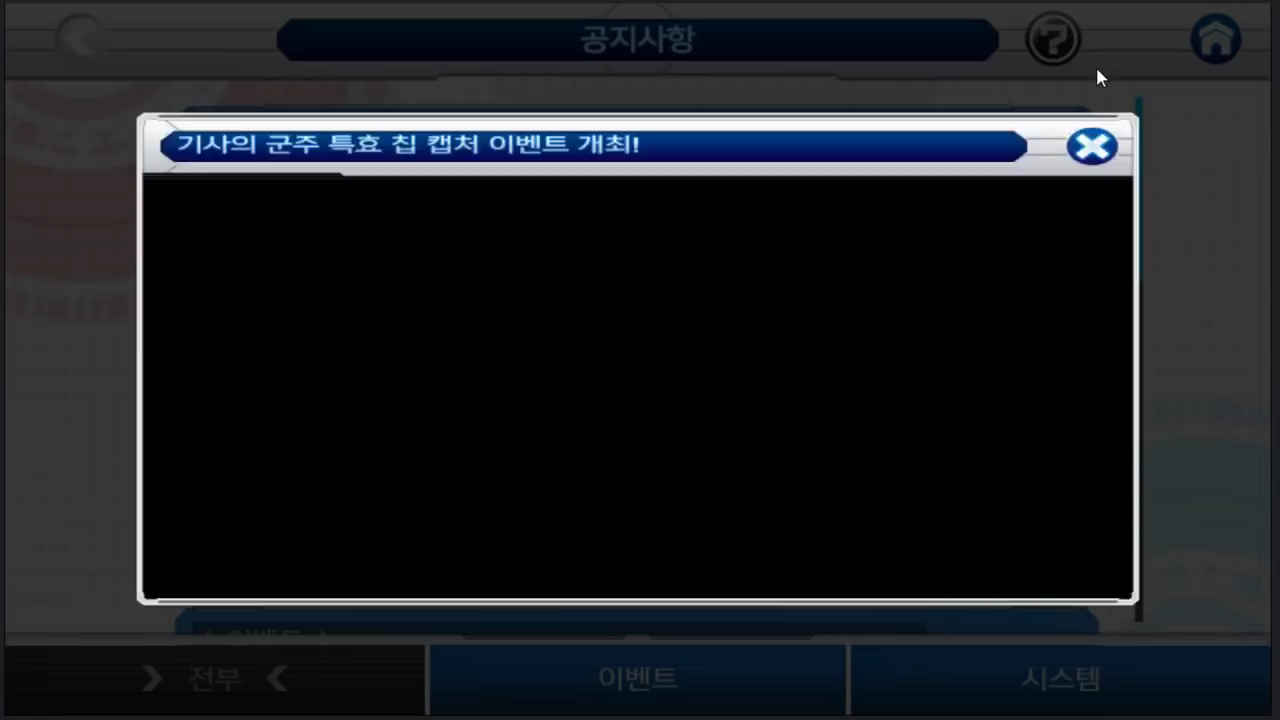 공지사항
기사의 군주 특효 칩 캡처 이벤트 개최!
전부
이벤트
시스템